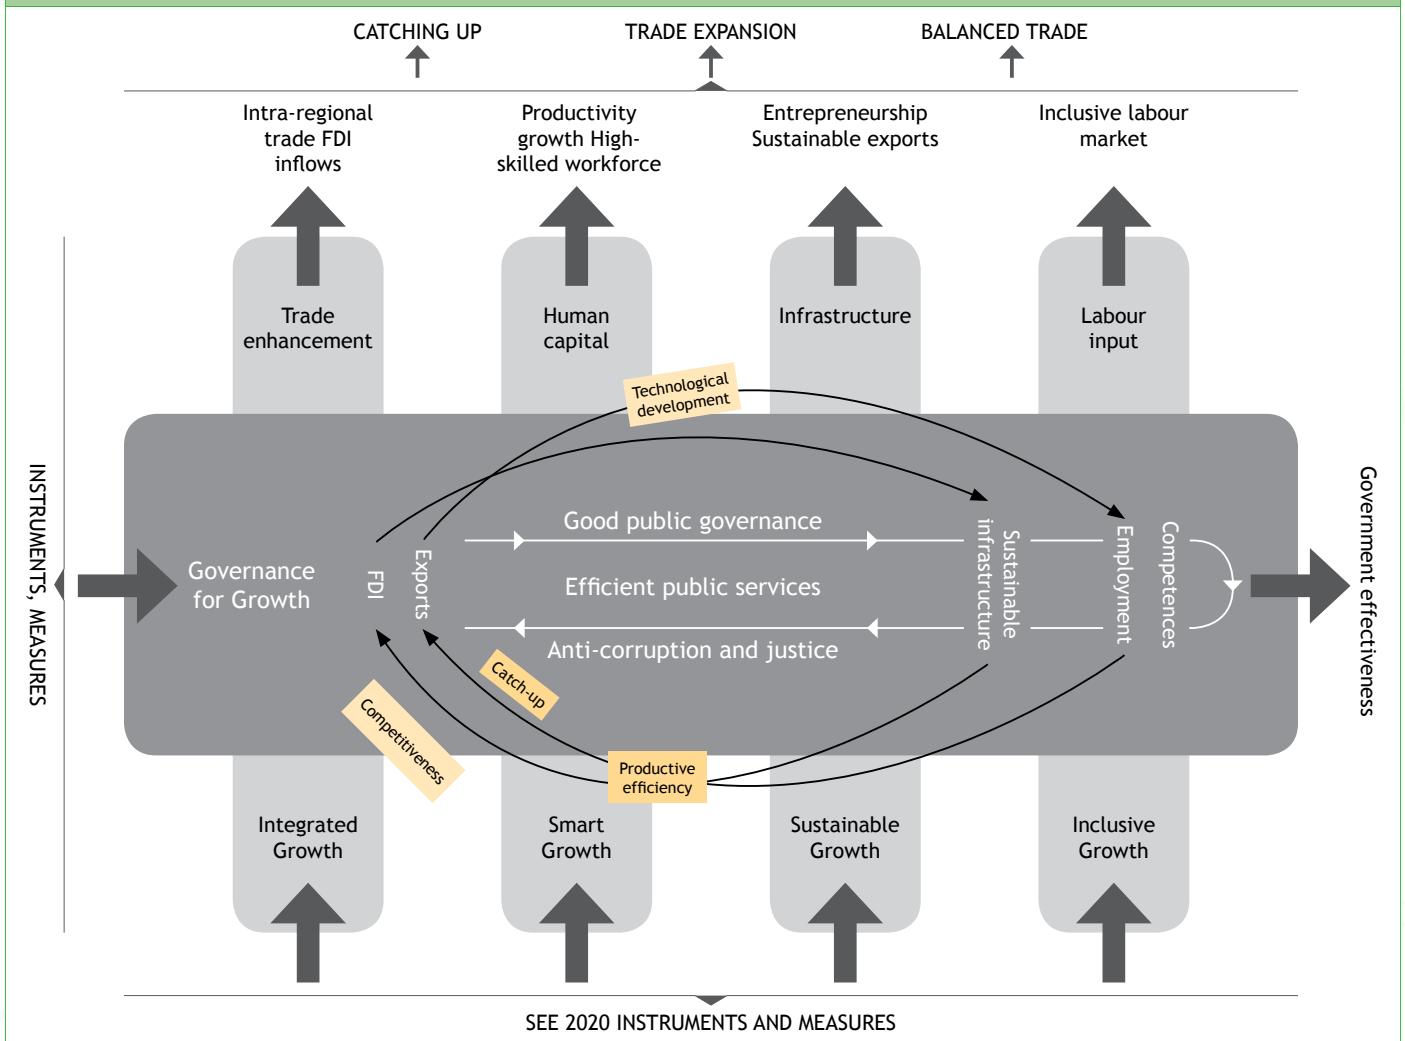 CATCHING UP
TRADE EXPANSION
BALANCED TRADE
Intra-regional
trade FDI
inflows
Productivity
growth High-
skilled workforce
Entrepreneurship
Sustainable exports
Inclusive labour
market
Trade
enhancement
Human
capital
Infrastructure
Labour
input
Technological
development
INSTRUMENTS, MEASURES
Governance
for Growth
FDI
Exports
Good public governance
Efficient public services
Anti-corruption and justice
Sustainable
infrastructure
Employment
Competences
Government effectiveness
Catch-up
Competitiveness
Productive
efficiency
Integrated
Growth
Smart
Growth
Sustainable
Growth
Inclusive
Growth
SEE 2020 INSTRUMENTS AND MEASURES